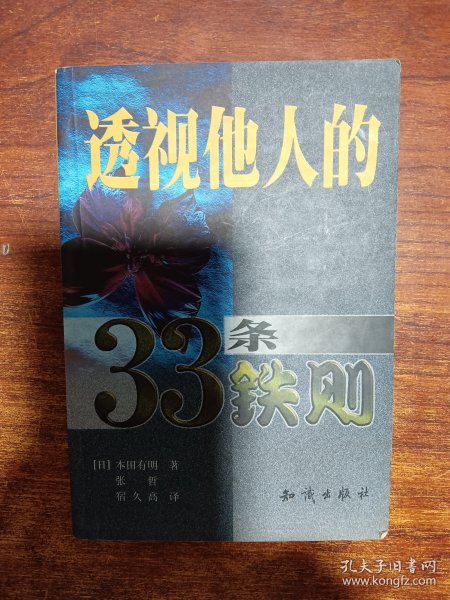 透视他人的
33条
铁则
[日] 本田有明 著
张 哲
宿久高 译
知识出版社
孔夫子旧书网
www.kongfz.com